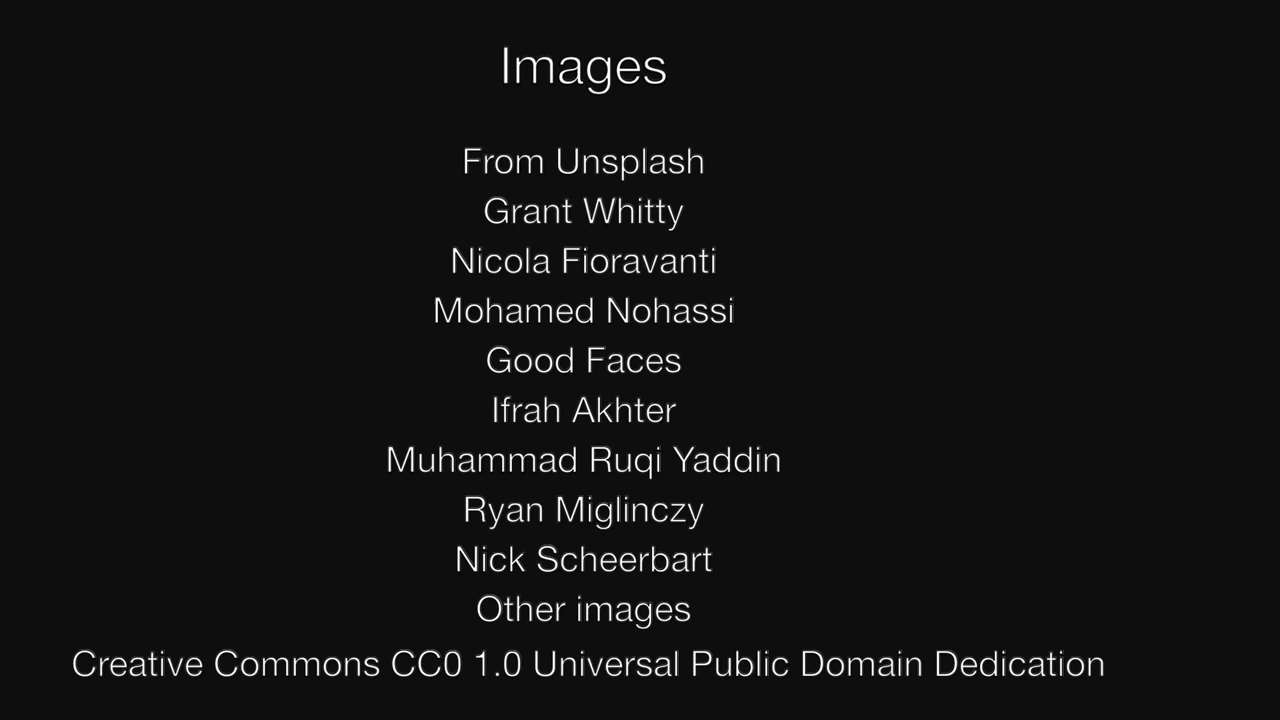 Images
From Unsplash
Grant Whitty
Nicola Fioravanti
Mohamed Nohassi
Good Faces
Ifrah Akhter
Muhammad Ruqi Yaddin
Ryan Miglinczy
Nick Scheerbart
Other images
Creative Commons CC0 1.0 Universal Public Domain Dedication